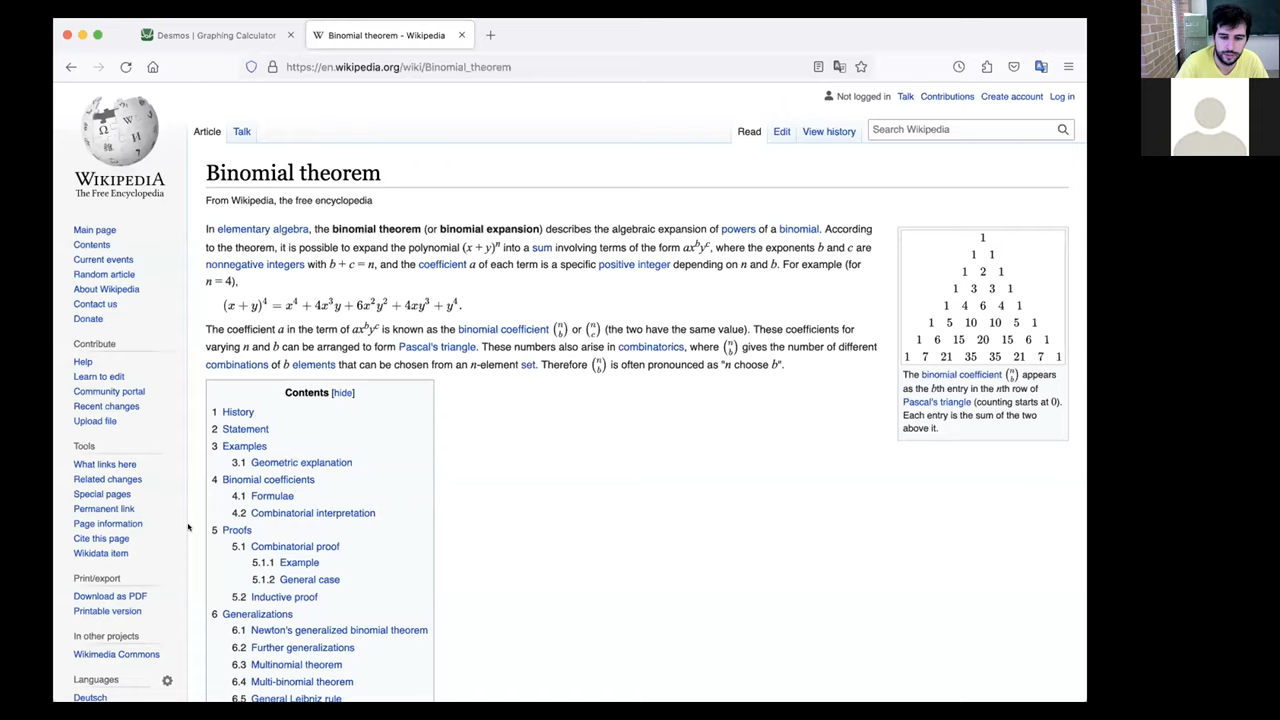 Desmos | Graphing Calculator
Binomial theorem - Wikipedia
https://en.wikipedia.org/wiki/Binomial_theorem
Not logged in Talk Contributions Create account Log in
Article Talk
Read Edit View history Search Wikipedia
WIKIPEDIA
The Free Encyclopedia
Main page
Contents
Current events
Random article
About Wikipedia
Contact us
Donate
Contribute
Help
Learn to edit
Community portal
Recent changes
Upload file
Tools
What links here
Related changes
Special pages
Permanent link
Page information
Cite this page
Wikidata item
Print/export
Download as PDF
Printable version
In other projects
Wikimedia Commons
Languages
Deutsch
Binomial theorem
From Wikipedia, the free encyclopedia
In elementary algebra, the binomial theorem (or binomial expansion) describes the algebraic expansion of powers of a binomial. According
to the theorem, it is possible to expand the polynomial (x + y)ⁿ into a sum involving terms of the form axᵇyᶜ, where the exponents b and c are
nonnegative integers with b + c = n, and the coefficient a of each term is a specific positive integer depending on n and b. For example (for
n = 4),
(x + y)⁴ = x⁴ + 4x³y + 6x²y² + 4xy³ + y⁴.
The coefficient a in the term of axᵇyᶜ is known as the binomial coefficient (n b) or (n c) (the two have the same value). These coefficients for
varying n and b can be arranged to form Pascal's triangle. These numbers also arise in combinatorics, where (n b) gives the number of different
combinations of b elements that can be chosen from an n-element set. Therefore (n b) is often pronounced as "n choose b".
Contents [hide]
1 History
2 Statement
3 Examples
3.1 Geometric explanation
4 Binomial coefficients
4.1 Formulae
4.2 Combinatorial interpretation
5 Proofs
5.1 Combinatorial proof
5.1.1 Example
5.1.2 General case
5.2 Inductive proof
6 Generalizations
6.1 Newton's generalized binomial theorem
6.2 Further generalizations
6.3 Multinomial theorem
6.4 Multi-binomial theorem
6.5 General Leibniz rule
1
1 1
1 2 1
1 3 3 1
1 4 6 4 1
1 5 10 10 5 1
1 6 15 20 15 6 1
1 7 21 35 35 21 7 1
The binomial coefficient (n b) appears
as the bth entry in the nth row of
Pascal's triangle (counting starts at 0).
Each entry is the sum of the two
above it.